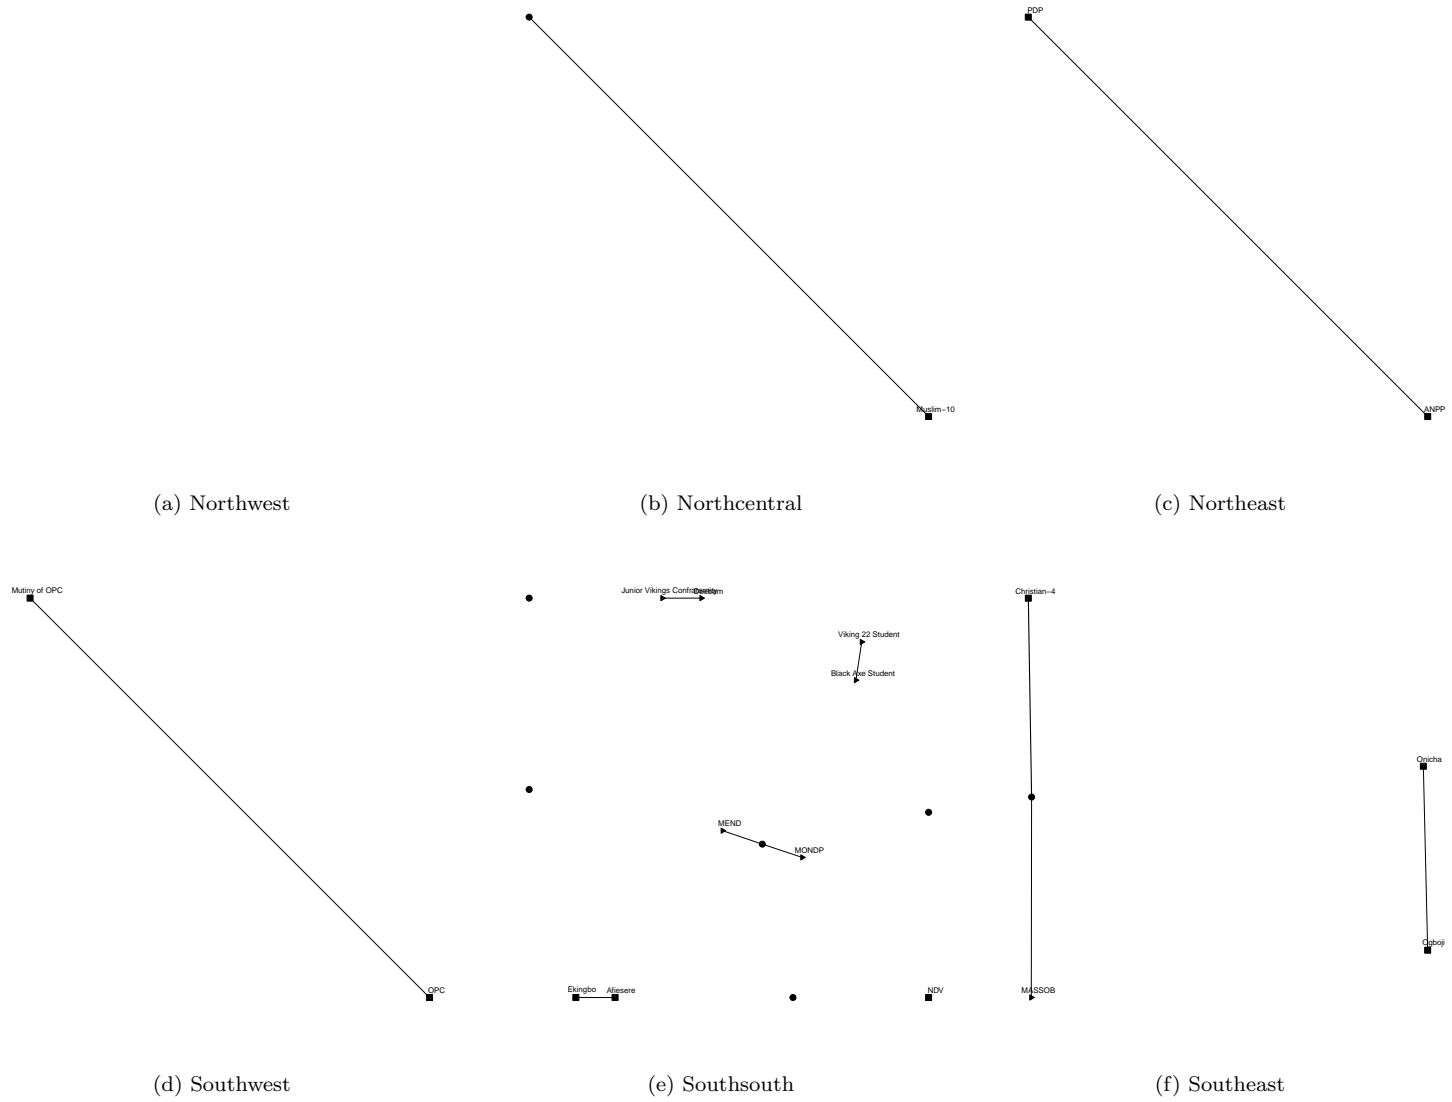 PDP
Muslim−10
ANPP
(a) Northwest
(b) Northcentral
(c) Northeast
Mutiny of OPC
OPC
(d) Southwest
Junior Vikings Confraternity
Deebam
Viking 22 Student
Black Axe Student
MEND
MONDP
Ekingbo
Afiesere
NDV
(e) Southsouth
Christian−4
Onicha
Ogboji
MASSOB
(f) Southeast